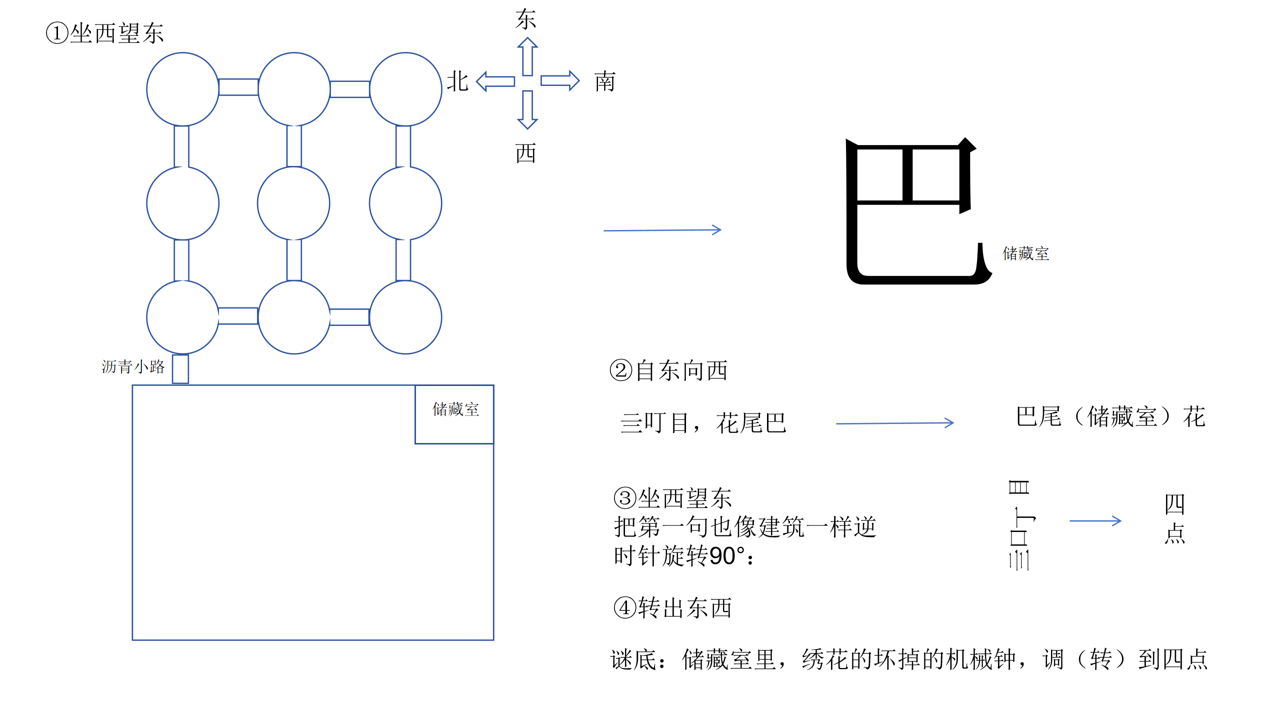 ①坐西望东
东
北
南
西
沥青小路
储藏室
巴
储藏室
②自东向西
亖叮目，花尾巴
巴尾（储藏室）花
③坐西望东
把第一句也像建筑一样逆
时针旋转90°：
亖叮目
四
点
④转出东西
谜底：储藏室里，绣花的坏掉的机械钟，调（转）到四点